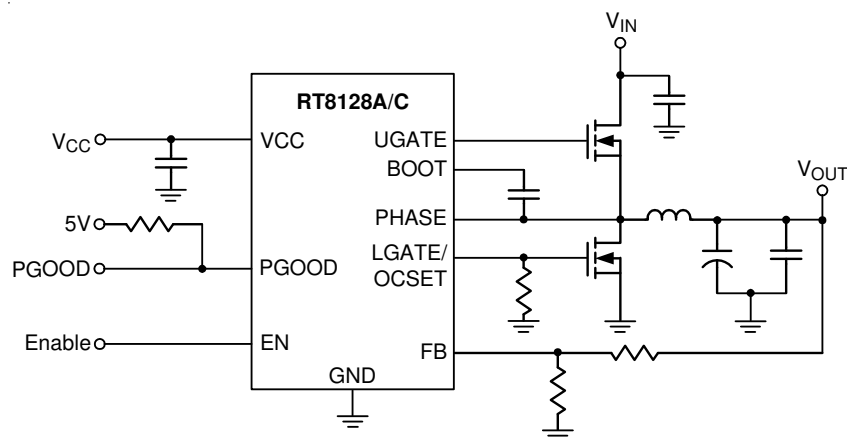 V_IN
RT8128A/C
V_CC
VCC
UGATE
BOOT
V_OUT
5V
PHASE
PGOOD
PGOOD
LGATE/
OCSET
Enable
EN
FB
GND